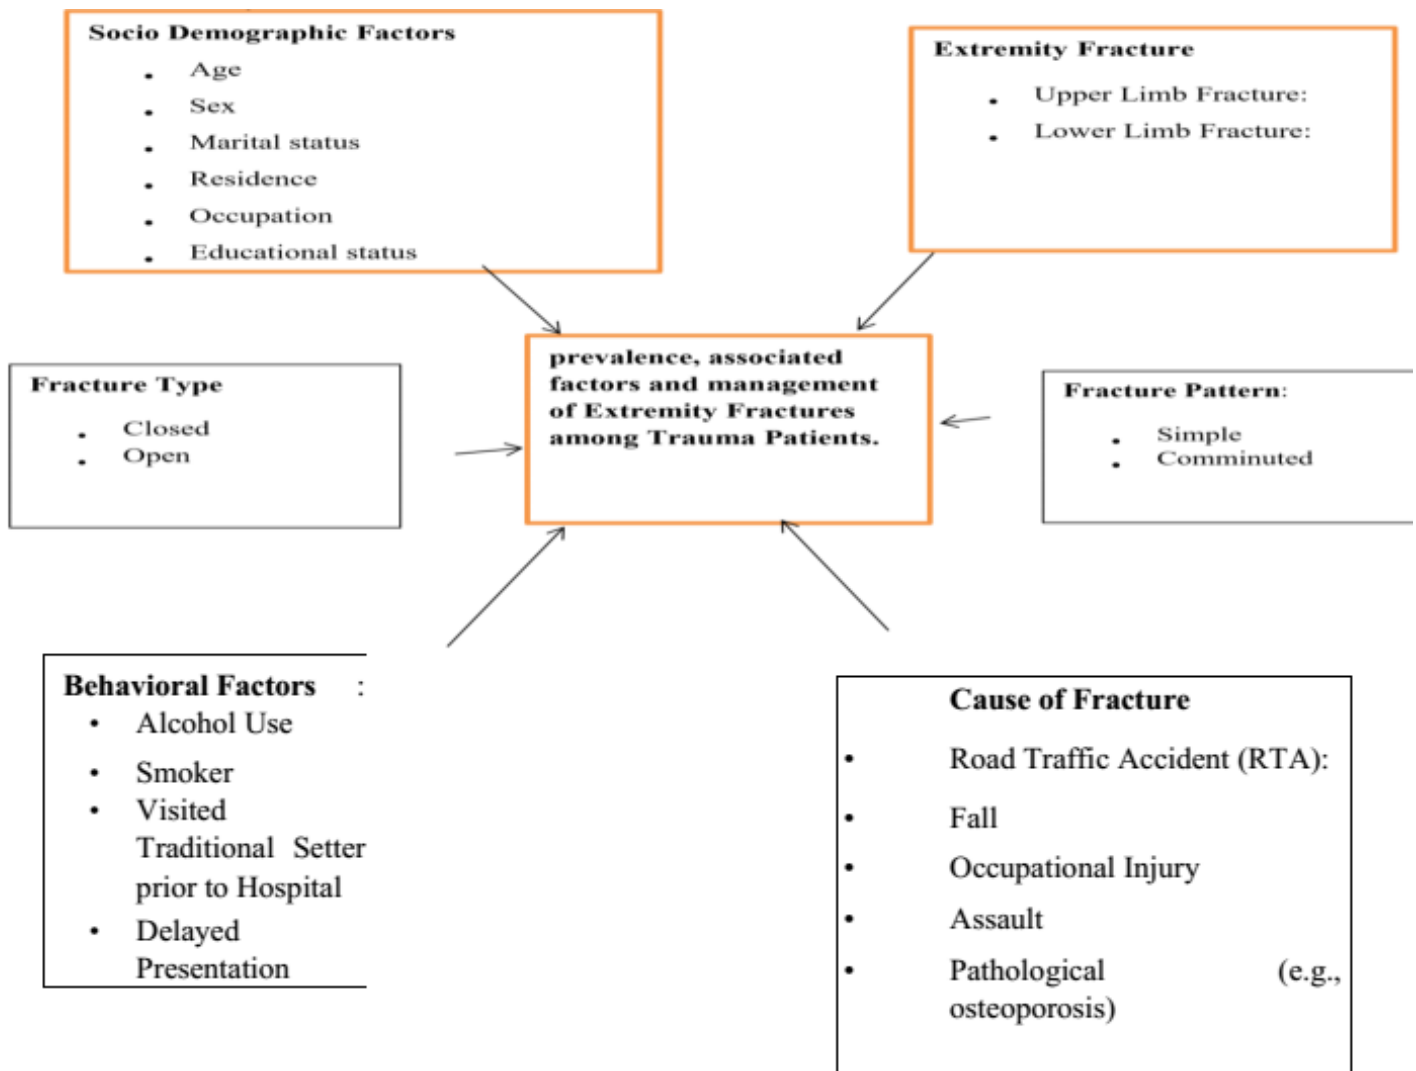 Socio Demographic Factors
• Age
• Sex
• Marital status
• Residence
• Occupation
• Educational status
Extremity Fracture
• Upper Limb Fracture:
• Lower Limb Fracture:
prevalence, associated
factors and management
of Extremity Fractures
among Trauma Patients.
Fracture Type
• Closed
• Open
Fracture Pattern:
• Simple
• Comminuted
Behavioral Factors :
• Alcohol Use
• Smoker
• Visited
Traditional Setter
prior to Hospital
• Delayed
Presentation
Cause of Fracture
• Road Traffic Accident (RTA):
• Fall
• Occupational Injury
• Assault
• Pathological (e.g.,
osteoporosis)